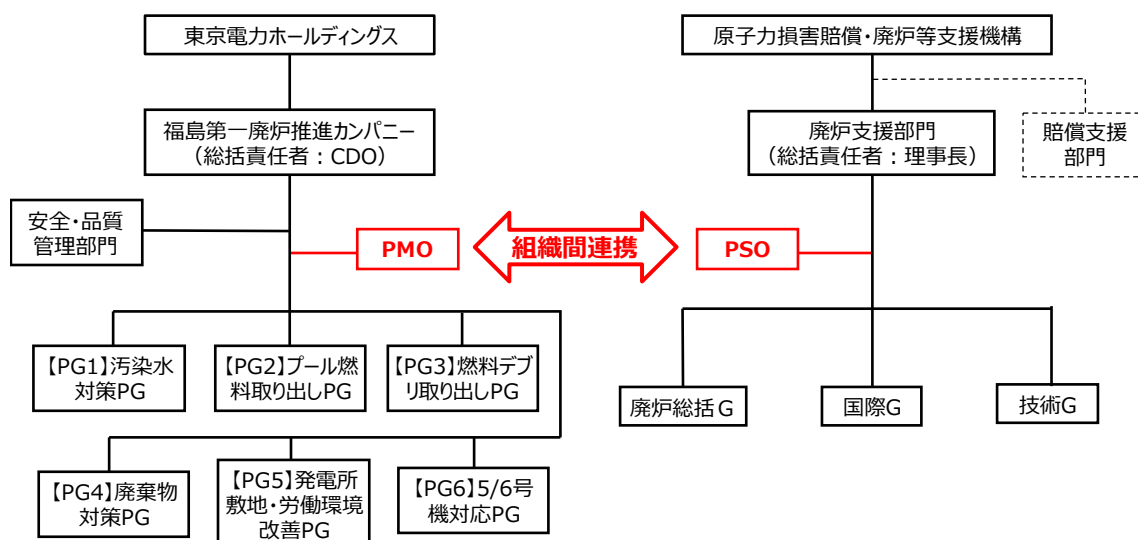 東京電力ホールディングス
原子力損害賠償・廃炉等支援機構
福島第一廃炉推進カンパニー
（総括責任者：CDO）
廃炉支援部門
（総括責任者：理事長）
賠償支援
部門
安全・品質
管理部門
PMO
組織間連携
PSO
【PG1】汚染水
対策PG
【PG2】プール燃
料取り出しPG
【PG3】燃料デブ
リ取り出しPG
廃炉総括G
国際G
技術G
【PG4】廃棄物
対策PG
【PG5】発電所
敷地・労働環境
改善PG
【PG6】5/6号
機対応PG